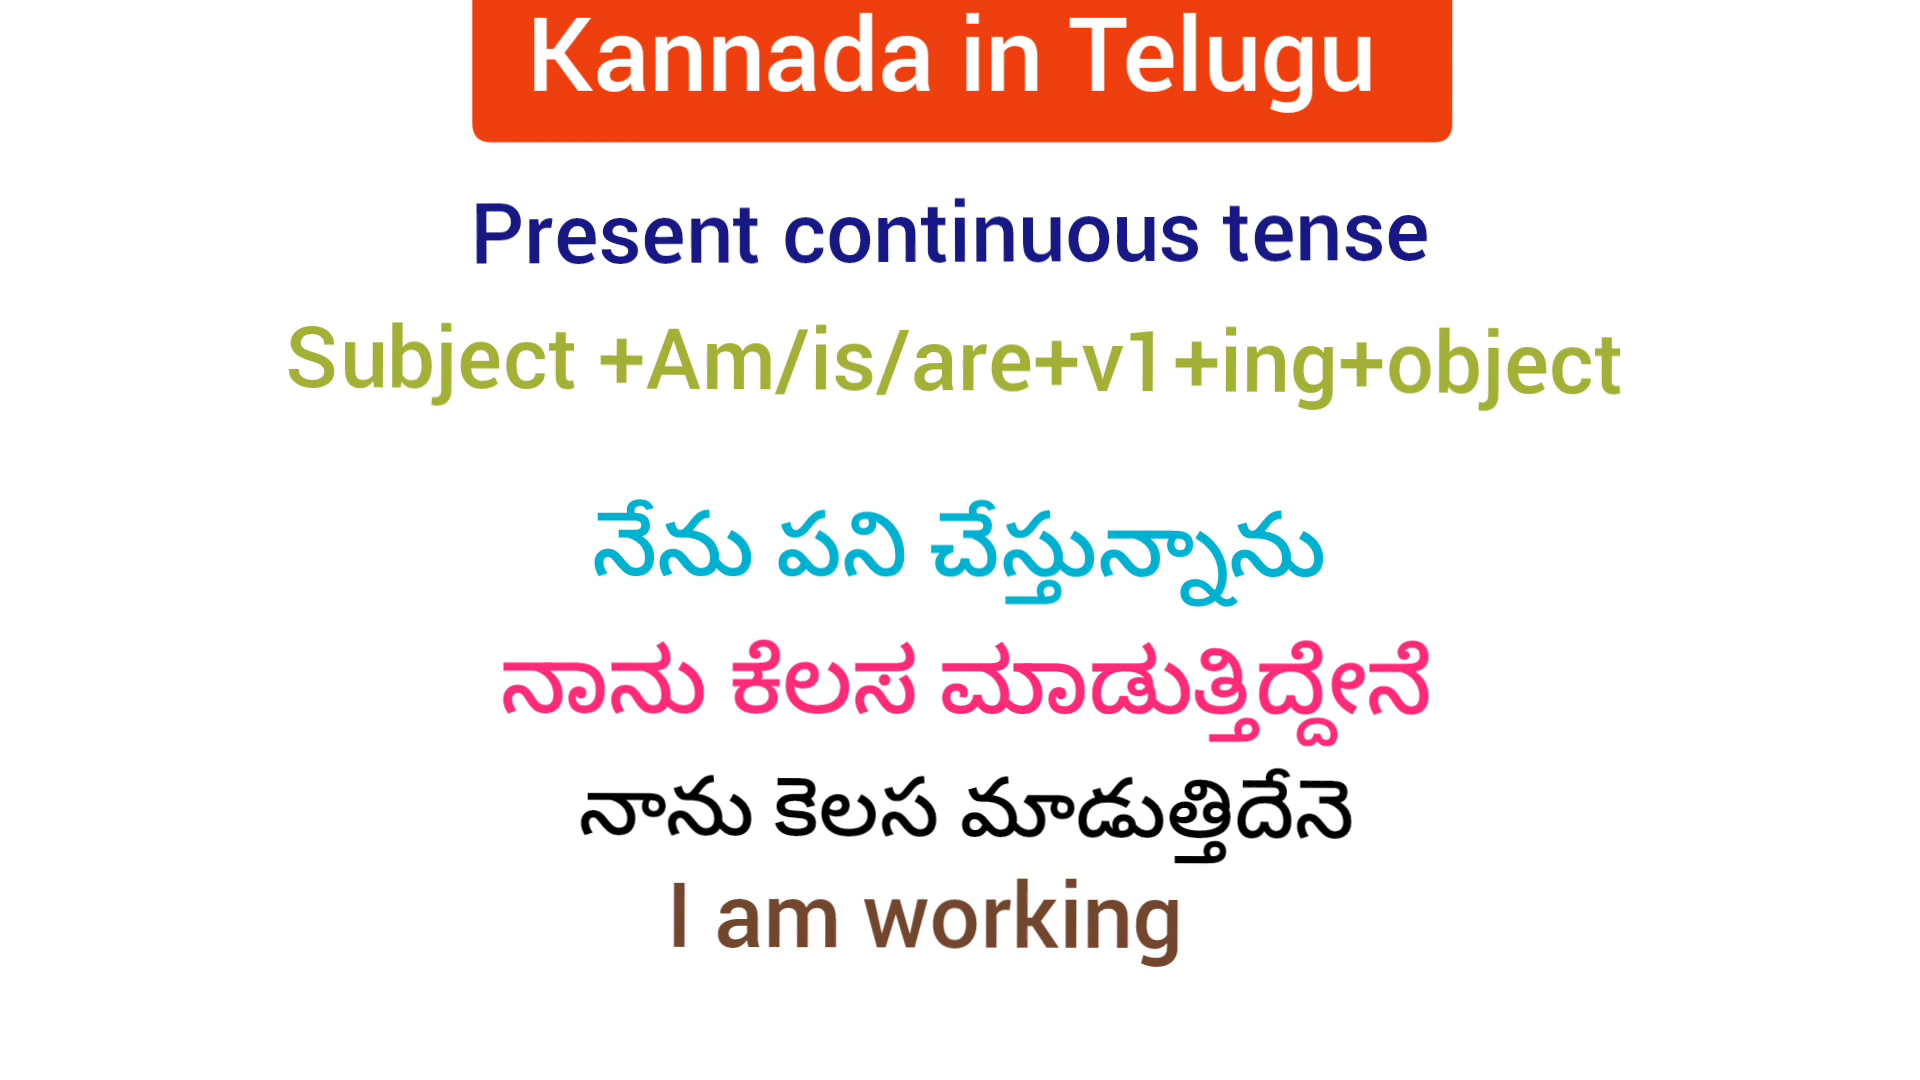 Kannada in Telugu
Present continuous tense
Subject +Am/is/are+v1+ing+object
నేను పని చేస్తున్నాను
ನಾನು ಕೆಲಸ ಮಾಡುತ್ತಿದ್ದೇನೆ
నాను కెలస మాడుత్తిదేనె
I am working